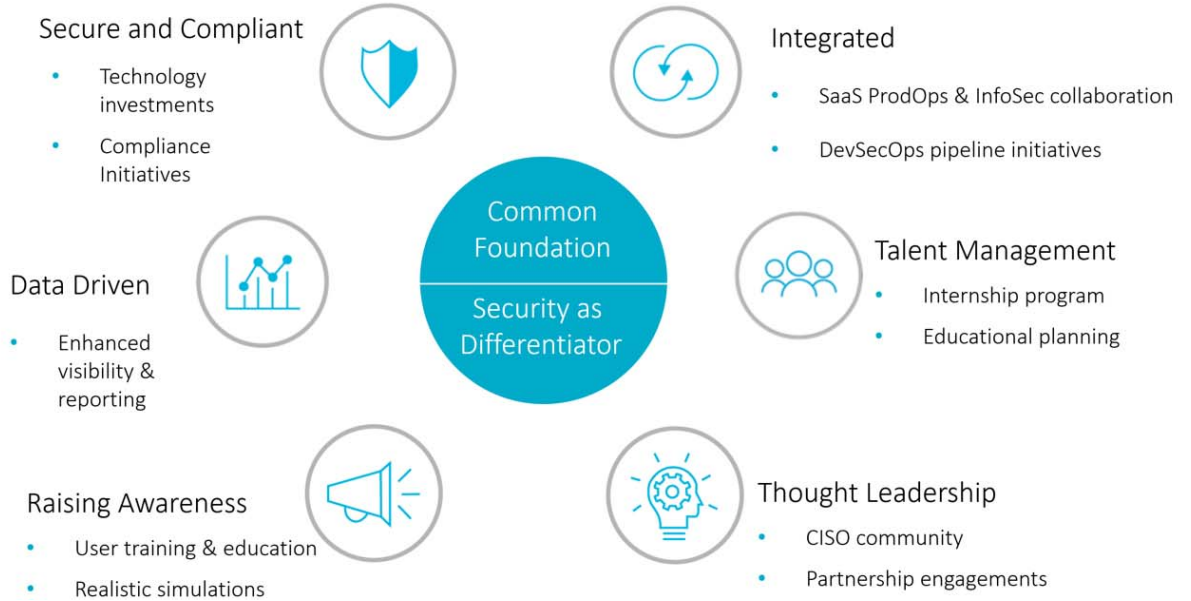 Secure and Compliant
• Technology
investments
• Compliance
Initiatives
Integrated
• SaaS ProdOps & InfoSec collaboration
• DevSecOps pipeline initiatives
Common
Foundation
Security as
Differentiator
Data Driven
• Enhanced
visibility &
reporting
Talent Management
• Internship program
• Educational planning
Raising Awareness
• User training & education
• Realistic simulations
Thought Leadership
• CISO community
• Partnership engagements